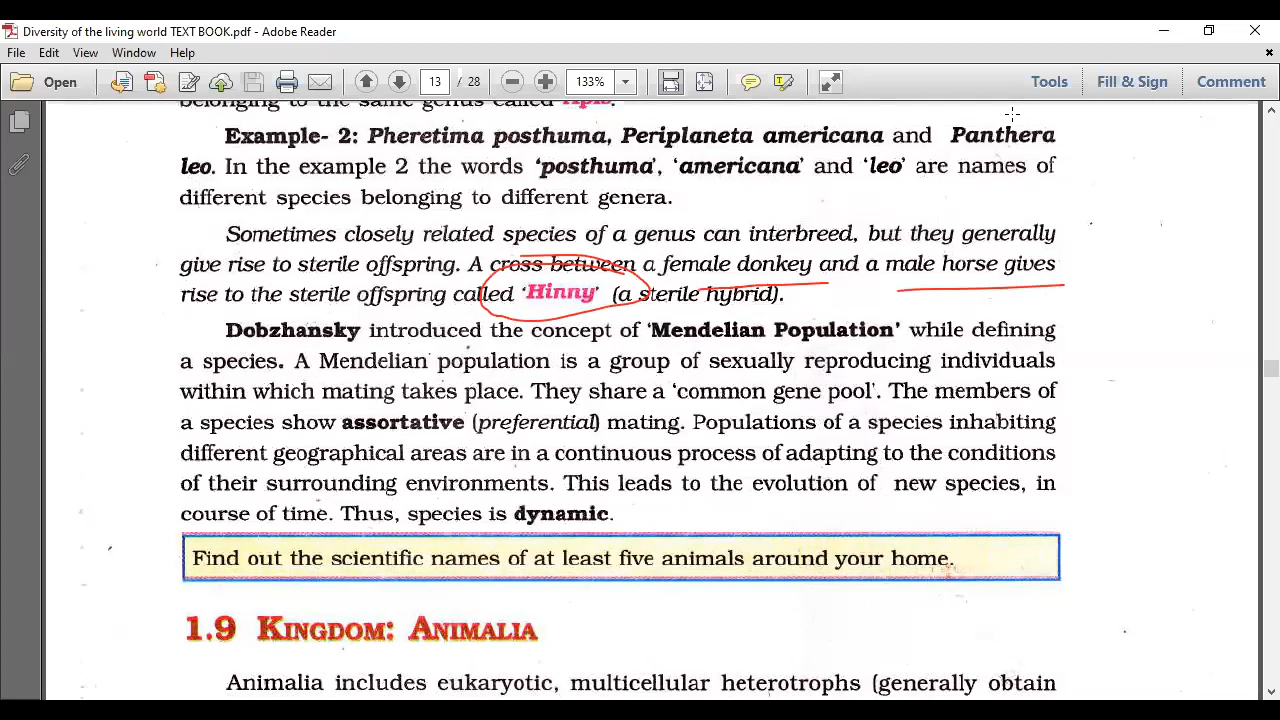 Diversity of the living world TEXT BOOK.pdf - Adobe Reader
File Edit View Window Help
Open 13 / 28 133% Tools Fill & Sign Comment
belonging to the same genus called Apis.
Example- 2: Pheretima posthuma, Periplaneta americana and Panthera
leo. In the example 2 the words ‘posthuma’, ‘americana’ and ‘leo’ are names of
different species belonging to different genera.
Sometimes closely related species of a genus can interbreed, but they generally
give rise to sterile offspring. A cross between a female donkey and a male horse gives
rise to the sterile offspring called ‘Hinny’ (a sterile hybrid).
Dobzhansky introduced the concept of ‘Mendelian Population’ while defining
a species. A Mendelian population is a group of sexually reproducing individuals
within which mating takes place. They share a ‘common gene pool’. The members of
a species show assortative (preferential) mating. Populations of a species inhabiting
different geographical areas are in a continuous process of adapting to the conditions
of their surrounding environments. This leads to the evolution of new species, in
course of time. Thus, species is dynamic.
Find out the scientific names of at least five animals around your home.
1.9 KINGDOM: ANIMALIA
Animalia includes eukaryotic, multicellular heterotrophs (generally obtain